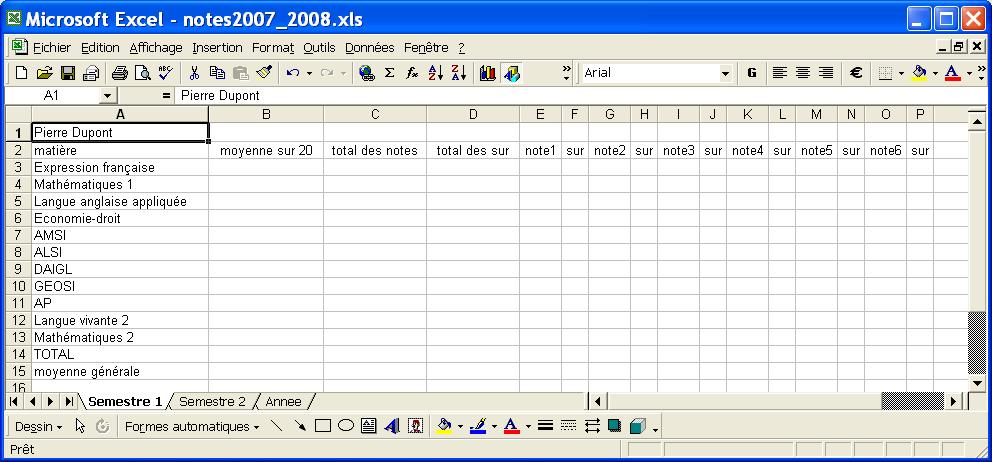 Microsoft Excel - notes2007_2008.xls
Fichier Edition Affichage Insertion Format Outils Données Fenêtre ?
Arial G €
A1 = Pierre Dupont
A B C D E F G H I J K L M N O P
1 Pierre Dupont
2 matière moyenne sur 20 total des notes total des sur note1 sur note2 sur note3 sur note4 sur note5 sur note6 sur
3 Expression française
4 Mathématiques 1
5 Langue anglaise appliquée
6 Economie-droit
7 AMSI
8 ALSI
9 DAIGL
10 GEOSI
11 AP
12 Langue vivante 2
13 Mathématiques 2
14 TOTAL
15 moyenne générale
16
Semestre 1 Semestre 2 Annee
Dessin Formes automatiques
Prêt